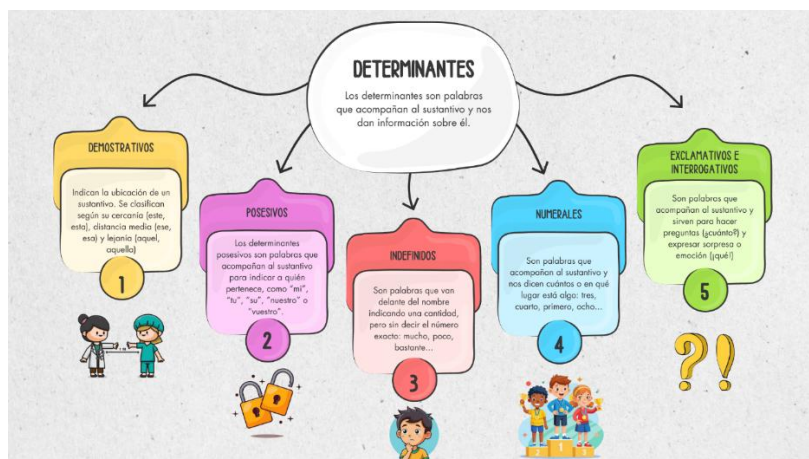 DETERMINANTES
Los determinantes son palabras
que acompañan al sustantivo y nos
dan información sobre él.
DEMOSTRATIVOS
Indican la ubicación de un
sustantivo. Se clasifican
según su cercanía (este,
esta), distancia media (ese,
esa) y lejanía (aquel,
aquella)
1
POSESIVOS
Los determinantes
posesivos son palabras que
acompañan al sustantivo
para indicar a quién
pertenece, como "mi",
"tu", "su", "nuestro" o
"vuestro".
2
INDEFINIDOS
Son palabras que van
delante del nombre
indicando una cantidad,
pero sin decir el número
exacto: mucho, poco,
bastante...
3
NUMERALES
Son palabras que
acompañan al sustantivo y
nos dicen cuántos o en qué
lugar está algo: tres,
cuarto, primero, ocho...
4
2 1 3
EXCLAMATIVOS E
INTERROGATIVOS
Son palabras que
acompañan al sustantivo y
sirven para hacer
preguntas (¿cuánto?) y
expresar sorpresa o
emoción (¡qué!)
5
?!